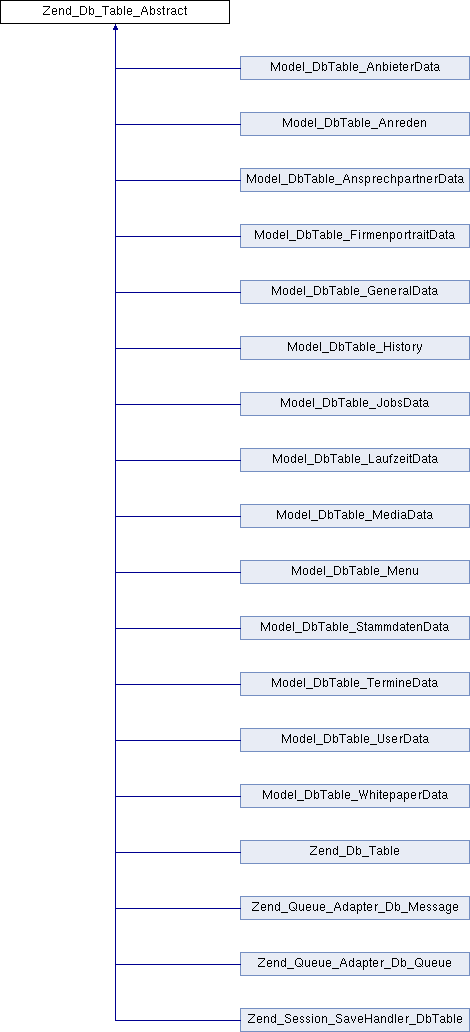 Zend_Db_Table_Abstract
Model_DbTable_AnbieterData
Model_DbTable_Anreden
Model_DbTable_AnsprechpartnerData
Model_DbTable_FirmenportraitData
Model_DbTable_GeneralData
Model_DbTable_History
Model_DbTable_JobsData
Model_DbTable_LaufzeitData
Model_DbTable_MediaData
Model_DbTable_Menu
Model_DbTable_StammdatenData
Model_DbTable_TermineData
Model_DbTable_UserData
Model_DbTable_WhitepaperData
Zend_Db_Table
Zend_Queue_Adapter_Db_Message
Zend_Queue_Adapter_Db_Queue
Zend_Session_SaveHandler_DbTable